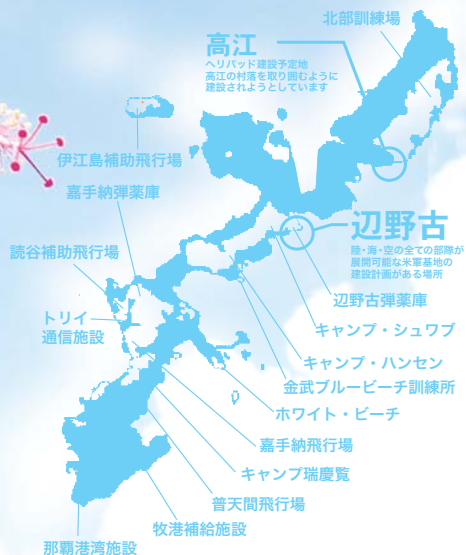 北部訓練場
高江
ヘリパッド建設予定地
高江の村落を取り囲むように
建設されようとしています
伊江島補助飛行場
嘉手納弾薬庫
読谷補助飛行場
トリイ
通信施設
辺野古
陸・海・空の全ての部隊が
展開可能な米軍基地の
建設計画がある場所
辺野古弾薬庫
キャンプ・シュワブ
キャンプ・ハンセン
金武ブルービーチ訓練所
ホワイト・ビーチ
嘉手納飛行場
キャンプ瑞慶覧
普天間飛行場
牧港補給施設
那覇港湾施設